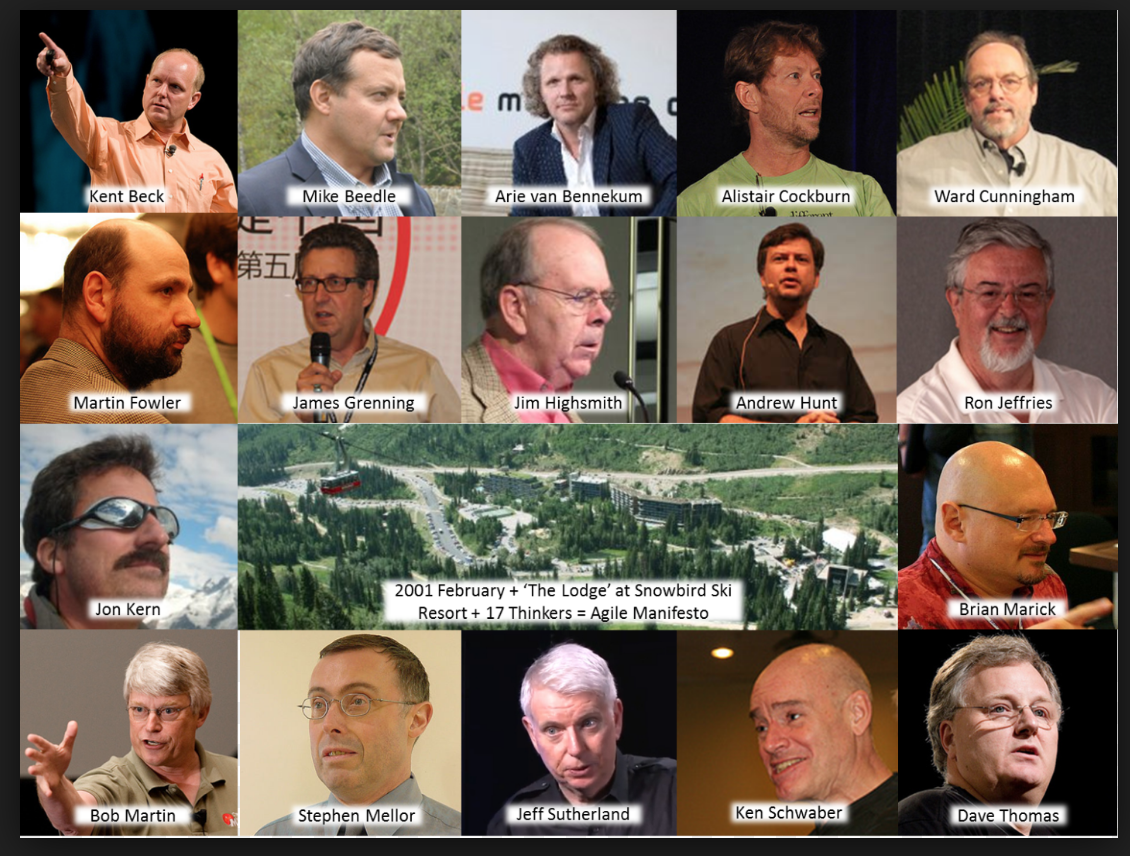 Kent Beck
Mike Beedle
Arie van Bennekum
Alistair Cockburn
Ward Cunningham
第五
Martin Fowler
James Grenning
Jim Highsmith
Andrew Hunt
Ron Jeffries
Jon Kern
2001 February + ‘The Lodge’ at Snowbird Ski
Resort + 17 Thinkers = Agile Manifesto
Brian Marick
Bob Martin
Stephen Mellor
Jeff Sutherland
Ken Schwaber
Dave Thomas